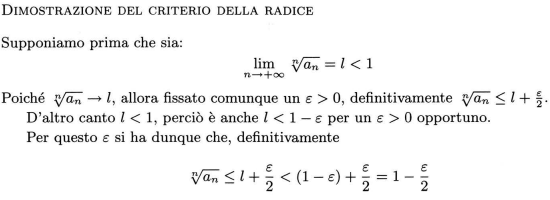 DIMOSTRAZIONE DEL CRITERIO DELLA RADICE
Supponiamo prima che sia:
$$\lim_{n \to +\infty} \sqrt[n]{a_n} = l < 1$$
Poiché $\sqrt[n]{a_n} \to l$, allora fissato comunque un $\varepsilon > 0$, definitivamente $\sqrt[n]{a_n} \leq l + \frac{\varepsilon}{2}$.
D'altro canto $l < 1$, perciò è anche $l < 1 - \varepsilon$ per un $\varepsilon > 0$ opportuno.
Per questo $\varepsilon$ si ha dunque che, definitivamente
$$\sqrt[n]{a_n} \leq l + \frac{\varepsilon}{2} < (1 - \varepsilon) + \frac{\varepsilon}{2} = 1 - \frac{\varepsilon}{2}$$